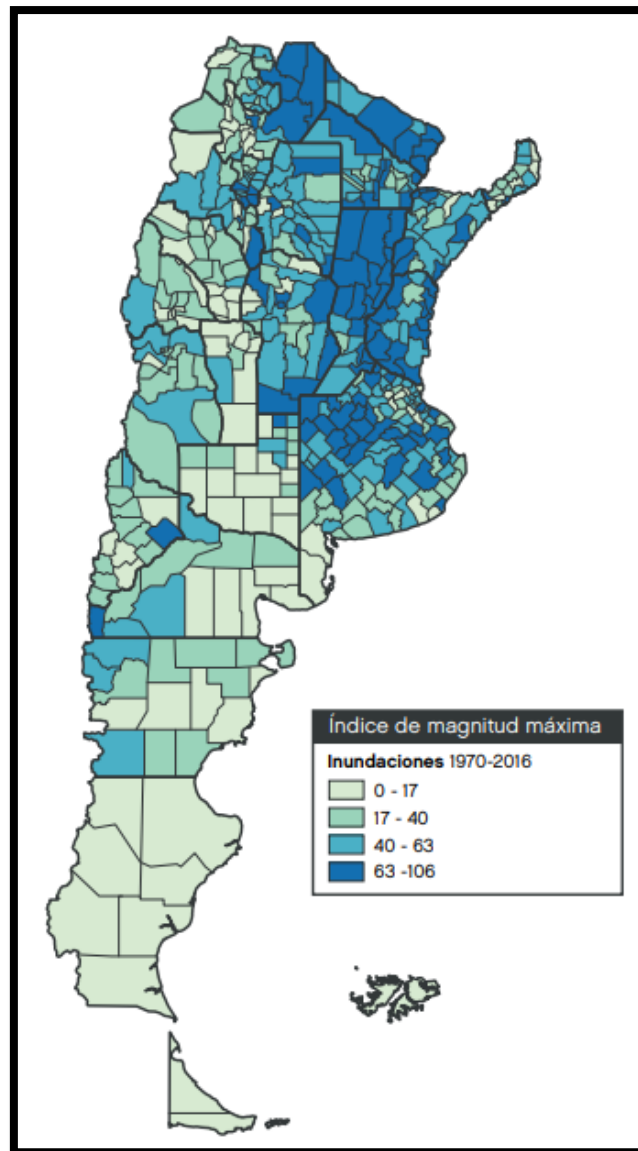 Índice de magnitud máxima
Inundaciones 1970-2016
0 - 17
17 - 40
40 - 63
63 -106